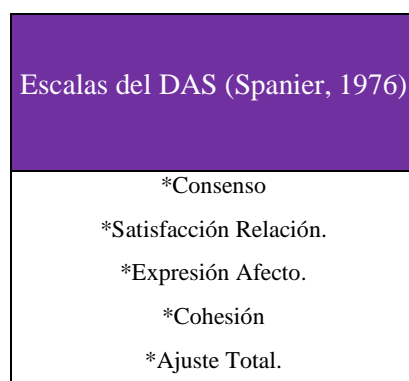 Escalas del DAS (Spanier, 1976)
*Consenso
*Satisfacción Relación.
*Expresión Afecto.
*Cohesión
*Ajuste Total.